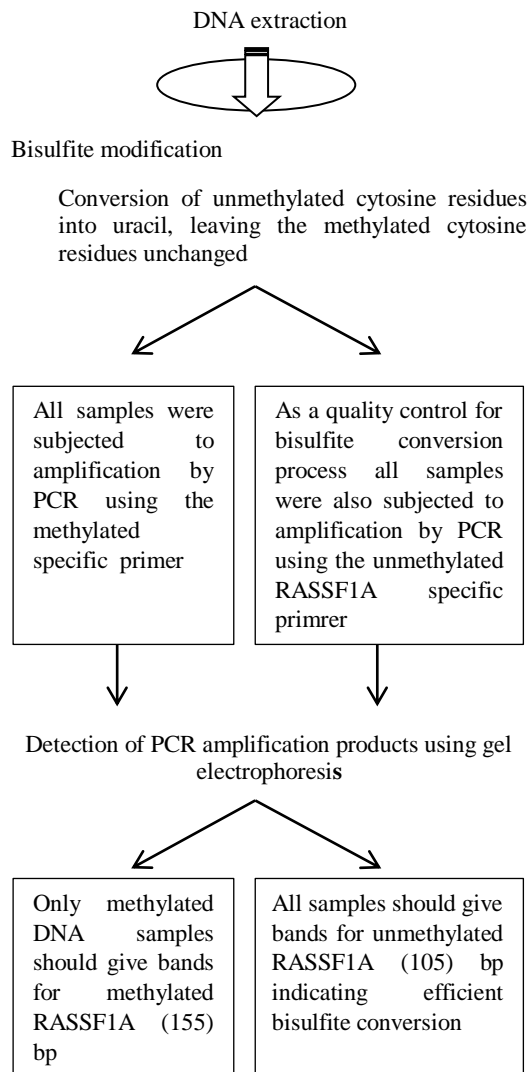 DNA extraction
Bisulfite modification
Conversion of unmethylated cytosine residues
into uracil, leaving the methylated cytosine
residues unchanged
All samples were
subjected to
amplification by
PCR using the
methylated
specific primer
As a quality control for
bisulfite conversion
process all samples
were also subjected to
amplification by PCR
using the unmethylated
RASSF1A specific
primrer
Detection of PCR amplification products using gel
electrophoresis
Only methylated
DNA samples
should give bands
for methylated
RASSF1A (155)
bp
All samples should give
bands for unmethylated
RASSF1A (105) bp
indicating efficient
bisulfite conversion